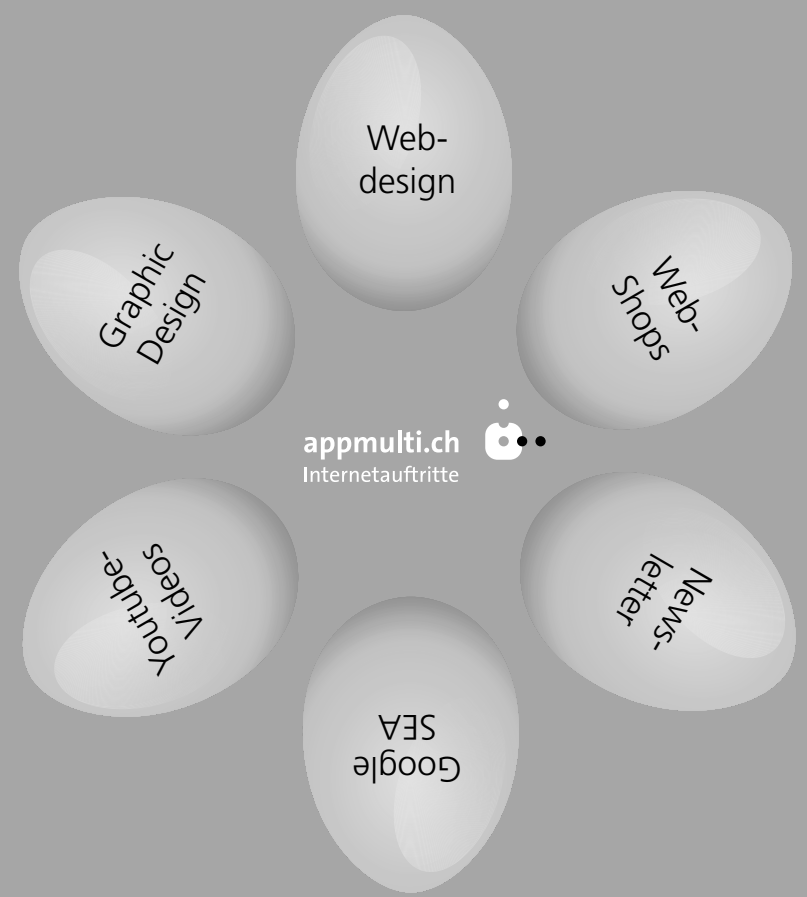 Web-
design
Web-
Shops
News-
letter
Google
SEA
Youtube-
Videos
Graphic
Design
appmulti.ch
Internetauftritte